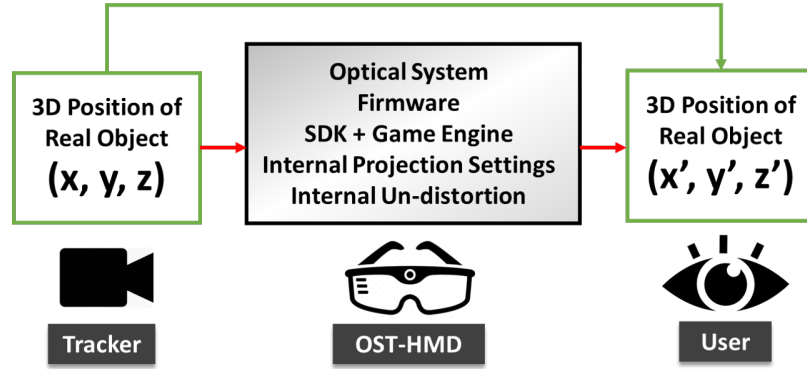 3D Position of
Real Object
(x, y, z)
Optical System
Firmware
SDK + Game Engine
Internal Projection Settings
Internal Un-distortion
3D Position of
Real Object
(x’, y’, z’)
Tracker
OST-HMD
User